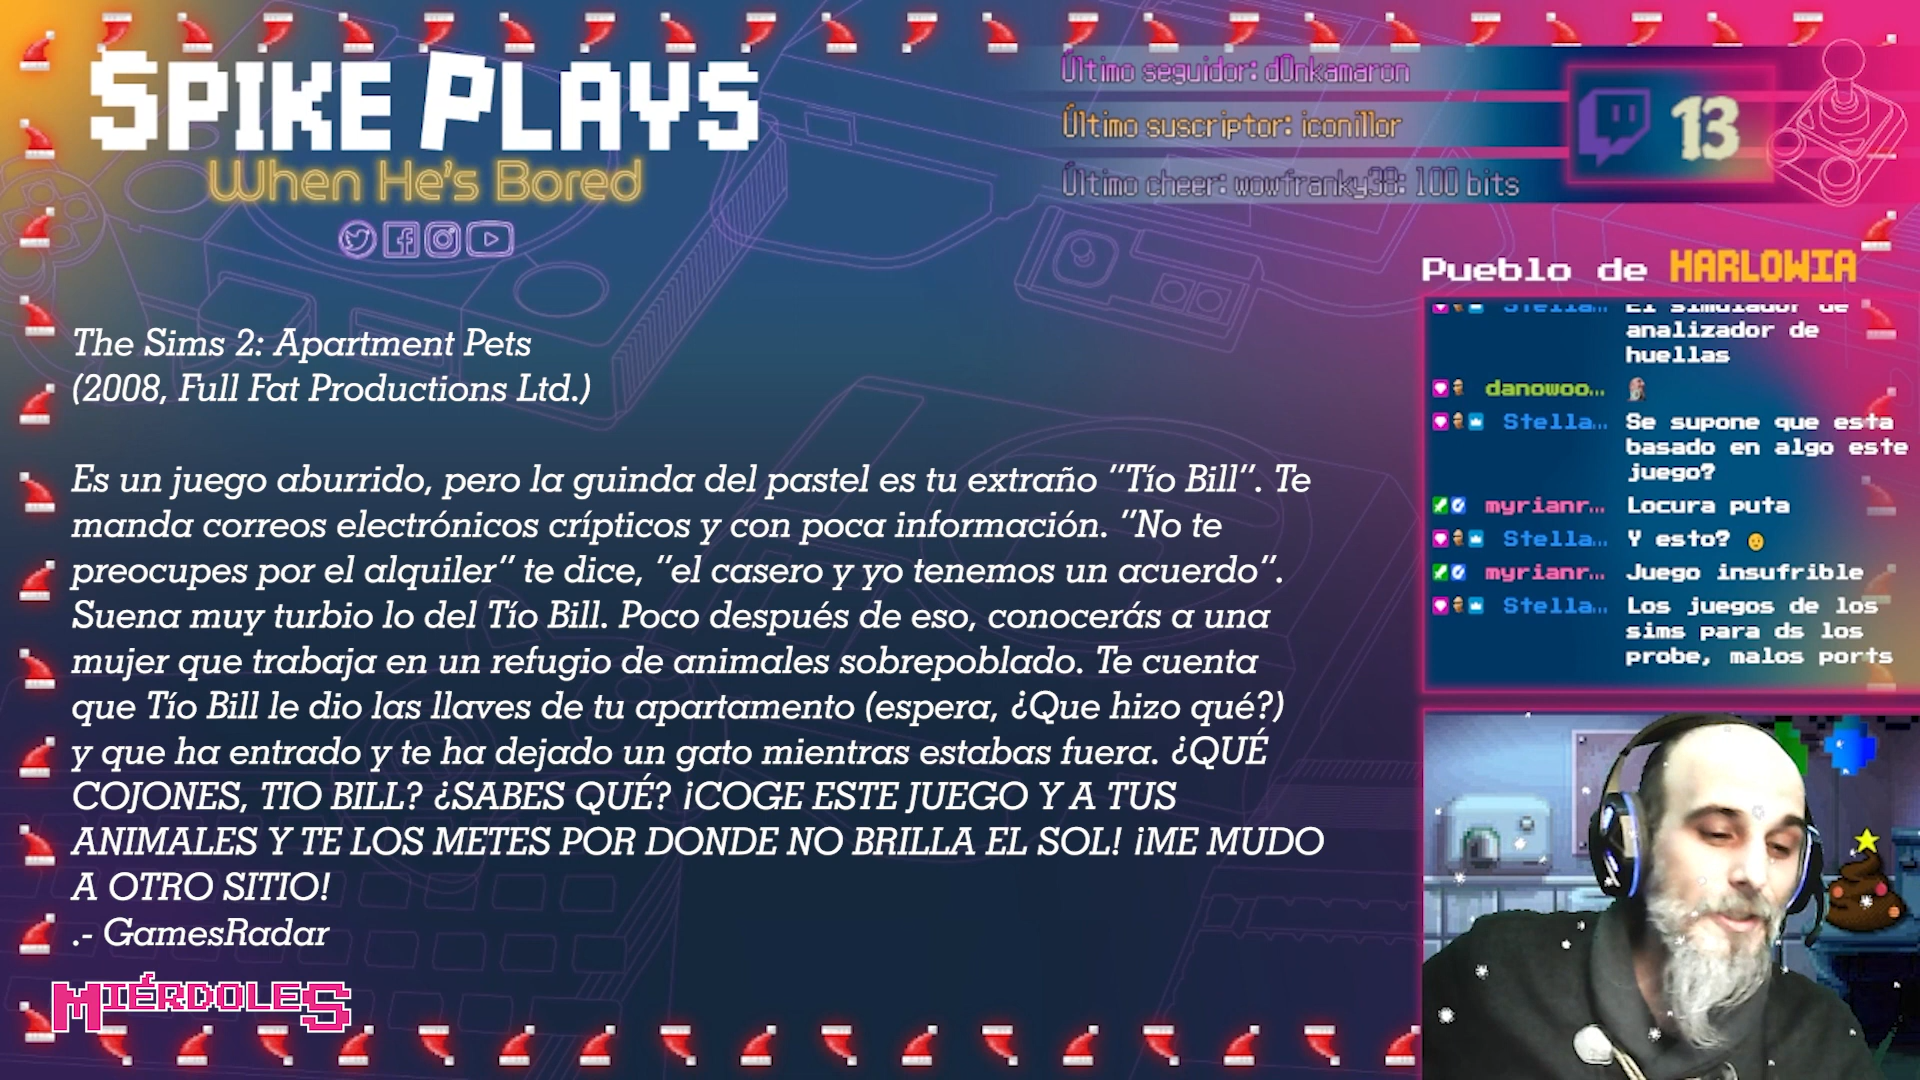 SPIKE PLAYS
When He's Bored
Último seguidor: d0nkamaron
Último suscriptor: iconillor
Último cheer: wowfranky38: 100 bits
13
Pueblo de HARLOWIA
The Sims 2: Apartment Pets
(2008, Full Fat Productions Ltd.)
Es un juego aburrido, pero la guinda del pastel es tu extraño "Tío Bill". Te
manda correos electrónicos crípticos y con poca información. "No te
preocupes por el alquiler" te dice, "el casero y yo tenemos un acuerdo".
Suena muy turbio lo del Tío Bill. Poco después de eso, conocerás a una
mujer que trabaja en un refugio de animales sobrepoblado. Te cuenta
que Tío Bill le dio las llaves de tu apartamento (espera, ¿Que hizo qué?)
y que ha entrado y te ha dejado un gato mientras estabas fuera. ¿QUÉ
COJONES, TIO BILL? ¿SABES QUÉ? ¡COGE ESTE JUEGO Y A TUS
ANIMALES Y TE LOS METES POR DONDE NO BRILLA EL SOL! ¡ME MUDO
A OTRO SITIO!
.- GamesRadar
MIÉRDOLES
Stella... El simulador de
analizador de
huellas
danowoo...
Stella... Se supone que esta
basado en algo este
juego?
myrianr... Locura puta
Stella... Y esto?
myrianr... Juego insufrible
Stella... Los juegos de los
sims para ds los
probe, malos ports